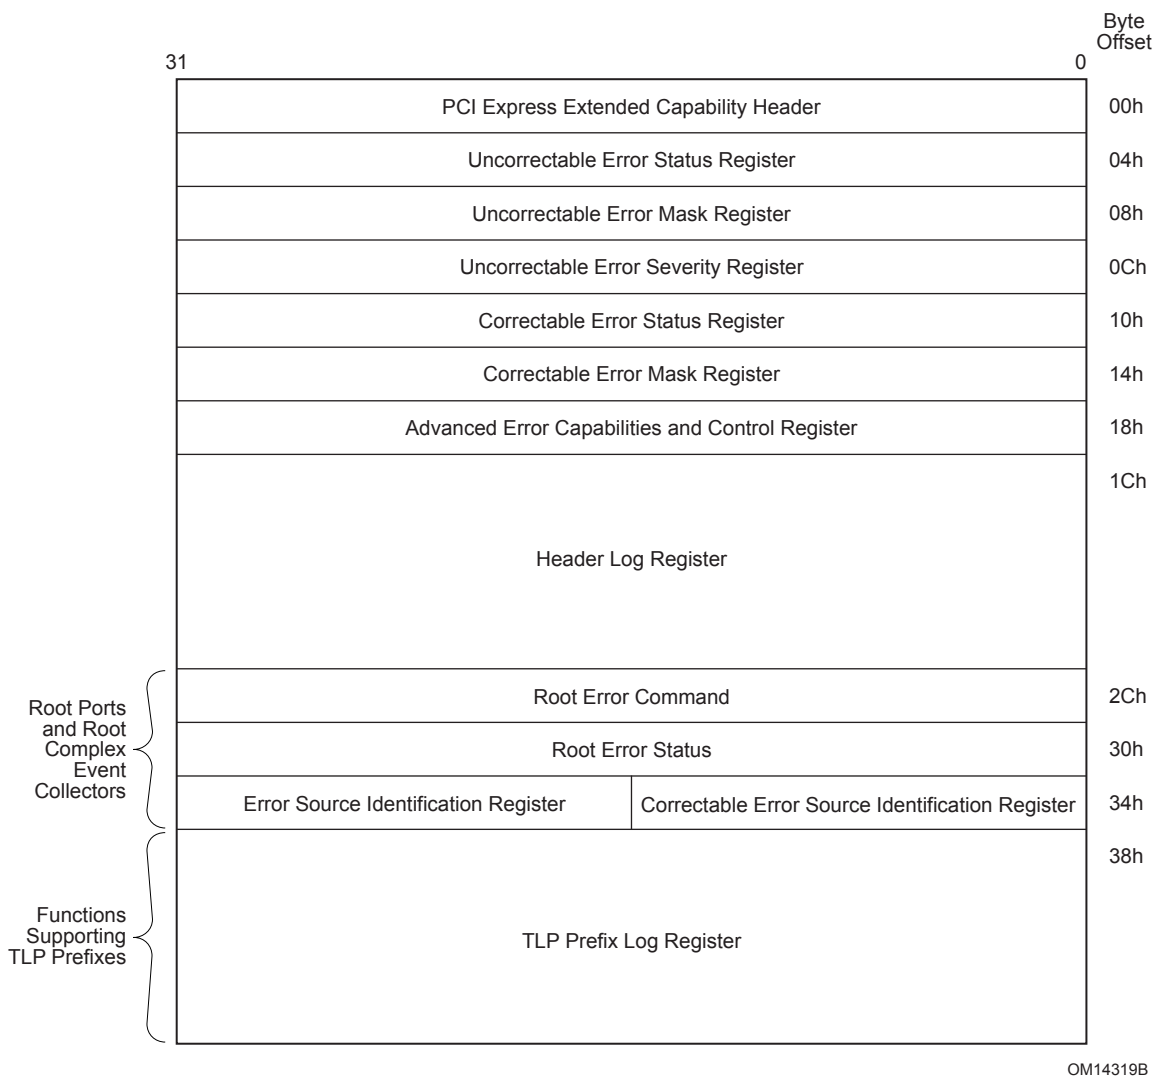 Byte
Offset
31
0
PCI Express Extended Capability Header
00h
Uncorrectable Error Status Register
04h
Uncorrectable Error Mask Register
08h
Uncorrectable Error Severity Register
0Ch
Correctable Error Status Register
10h
Correctable Error Mask Register
14h
Advanced Error Capabilities and Control Register
18h
1Ch
Header Log Register
Root Ports
and Root
Complex
Event
Collectors
Root Error Command
2Ch
Root Error Status
30h
Error Source Identification Register
Correctable Error Source Identification Register
34h
38h
Functions
Supporting
TLP Prefixes
TLP Prefix Log Register
OM14319B